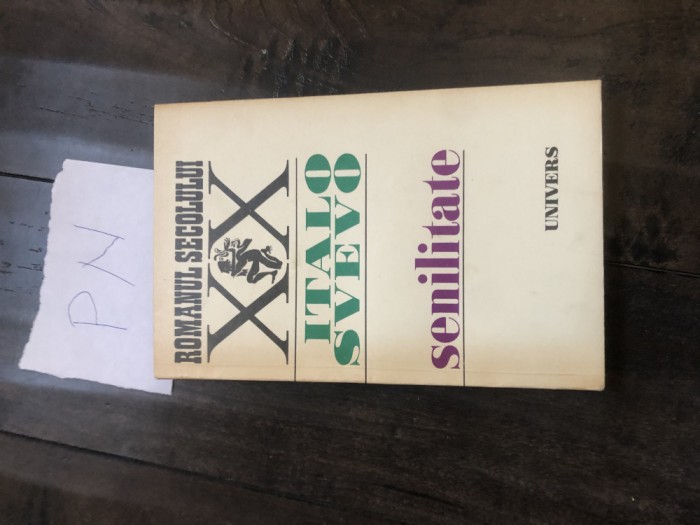 PN
ROMANUL SECOLULUI
XX
ITALO
SVEVO
senilitate
UNIVERS